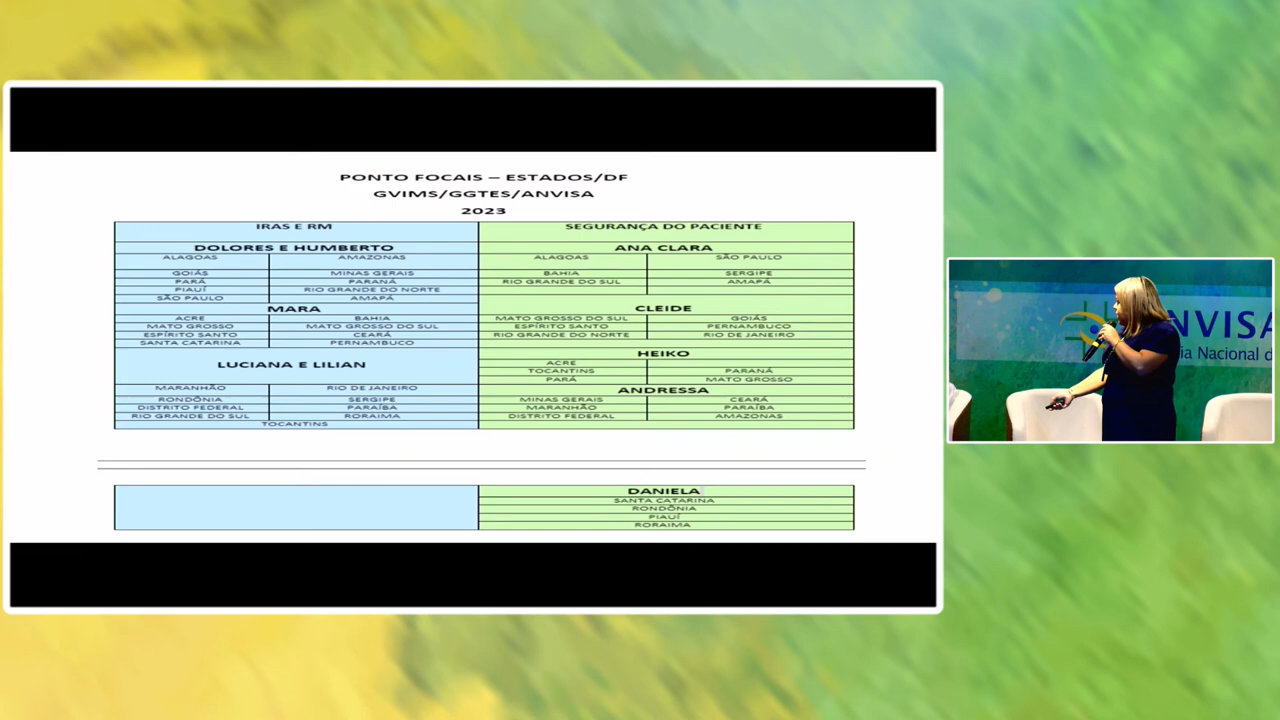 PONTO FOCAIS – ESTADOS/DF
GVIMS/GGTES/ANVISA
2023
IRAS E RM
DOLORES E HUMBERTO
ALAGOAS AMAZONAS
GOIÁS MINAS GERAIS
PARÁ PARANÁ
PIAUÍ RIO GRANDE DO NORTE
SÃO PAULO AMAPÁ
MARA
ACRE BAHIA
MATO GROSSO MATO GROSSO DO SUL
ESPÍRITO SANTO CEARÁ
SANTA CATARINA PERNAMBUCO
LUCIANA E LILIAN
MARANHÃO RIO DE JANEIRO
RONDÔNIA SERGIPE
DISTRITO FEDERAL PARAÍBA
RIO GRANDE DO SUL RORAIMA
TOCANTINS
SEGURANÇA DO PACIENTE
ANA CLARA
ALAGOAS SÃO PAULO
BAHIA SERGIPE
RIO GRANDE DO SUL AMAPÁ
CLEIDE
MATO GROSSO DO SUL GOIÁS
ESPÍRITO SANTO PERNAMBUCO
RIO GRANDE DO NORTE RIO DE JANEIRO
HEIKO
ACRE
TOCANTINS PARANÁ
PARÁ MATO GROSSO
ANDRESSA
MINAS GERAIS CEARÁ
MARANHÃO PARAÍBA
DISTRITO FEDERAL AMAZONAS
DANIELA
SANTA CATARINA
RONDÔNIA
PIAUÍ
RORAIMA
NVISA
ia Nacional d